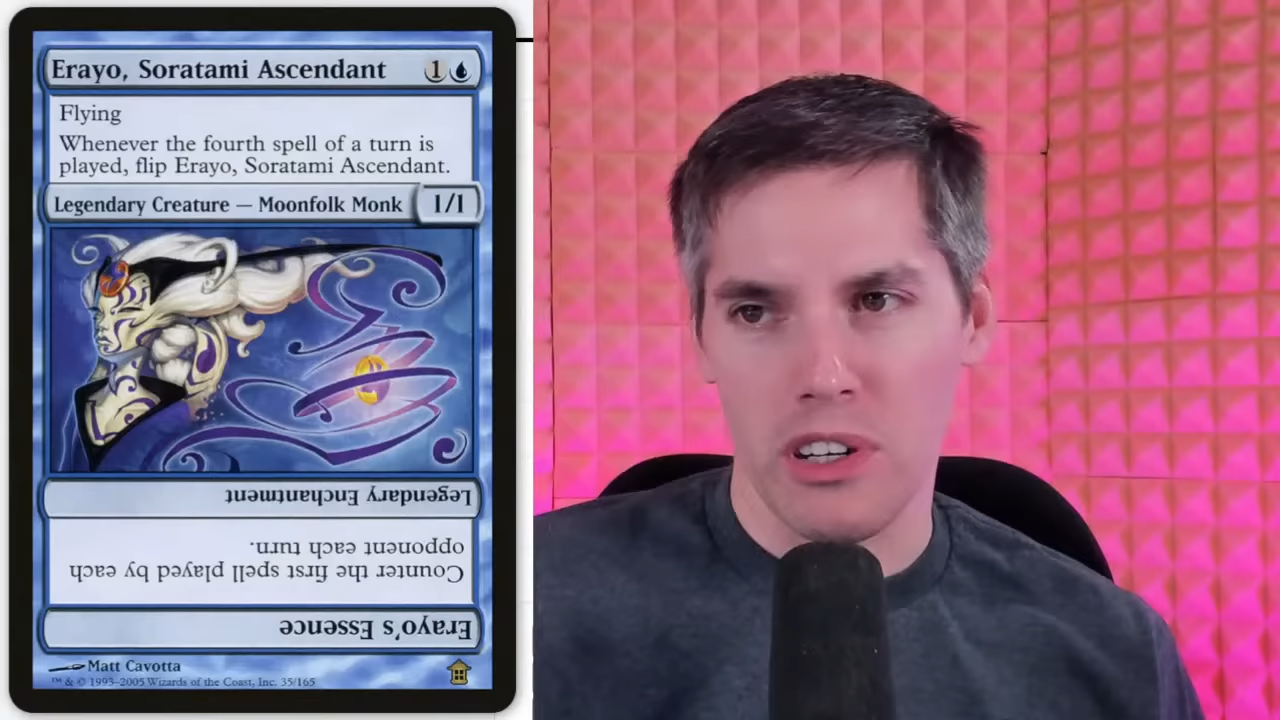 Erayo, Soratami Ascendant 1
Flying
Whenever the fourth spell of a turn is
played, flip Erayo, Soratami Ascendant.
Legendary Creature — Moonfolk Monk 1/1
Legendary Enchantment
Counter the first spell played by each
opponent each turn.
Erayo's Essence
Matt Cavotta
™ & © 1993–2005 Wizards of the Coast, Inc. 35/165